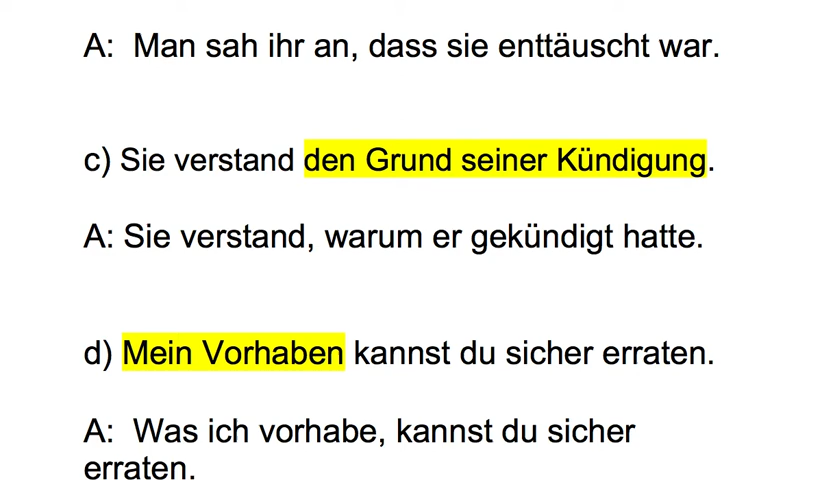 A: Man sah ihr an, dass sie enttäuscht war.
c) Sie verstand den Grund seiner Kündigung.
A: Sie verstand, warum er gekündigt hatte.
d) Mein Vorhaben kannst du sicher erraten.
A: Was ich vorhabe, kannst du sicher
erraten.